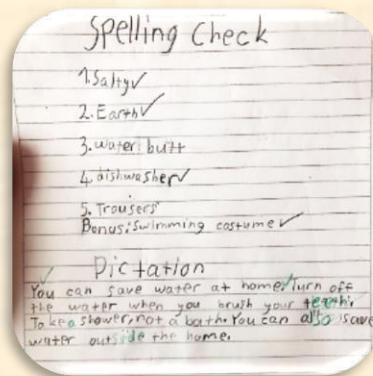 Spelling Check
1. Salty✓
2. Earth✓
3. water butt
4. dishwasher✓
5. Trousers
Bonus: Swimming costume✓
Dictation
You can save water at home. Turn off
the water when you brush your teeth.
Take a shower, not a bath. You can also save
water outside the home.